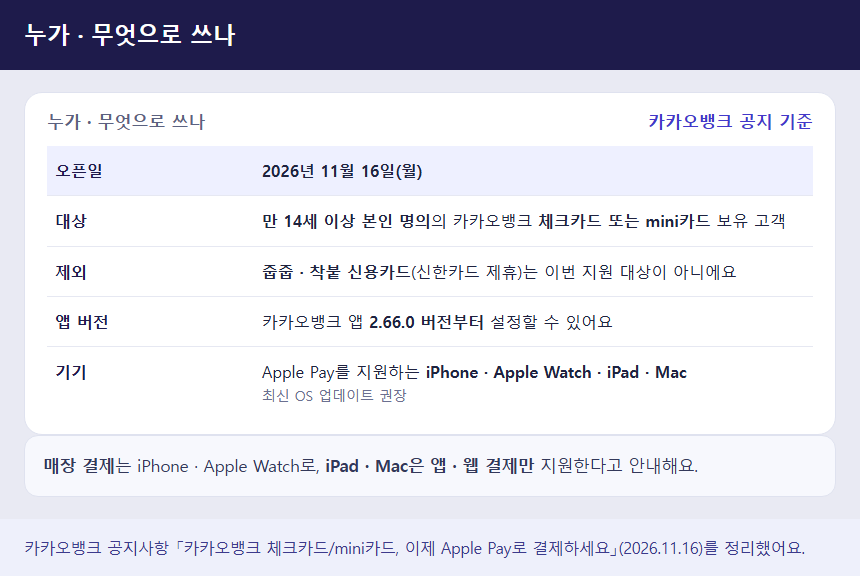 누가 · 무엇으로 쓰나
누가 · 무엇으로 쓰나
카카오뱅크 공지 기준
오픈일
2026년 11월 16일(월)
대상
만 14세 이상 본인 명의의 카카오뱅크 체크카드 또는 mini카드 보유 고객
제외
줍줍 · 착붙 신용카드(신한카드 제휴)는 이번 지원 대상이 아니에요
앱 버전
카카오뱅크 앱 2.66.0 버전부터 설정할 수 있어요
기기
Apple Pay를 지원하는 iPhone · Apple Watch · iPad · Mac
최신 OS 업데이트 권장
매장 결제는 iPhone · Apple Watch로, iPad · Mac은 앱 · 웹 결제만 지원한다고 안내해요.
카카오뱅크 공지사항 「카카오뱅크 체크카드/mini카드, 이제 Apple Pay로 결제하세요」(2026.11.16)를 정리했어요.